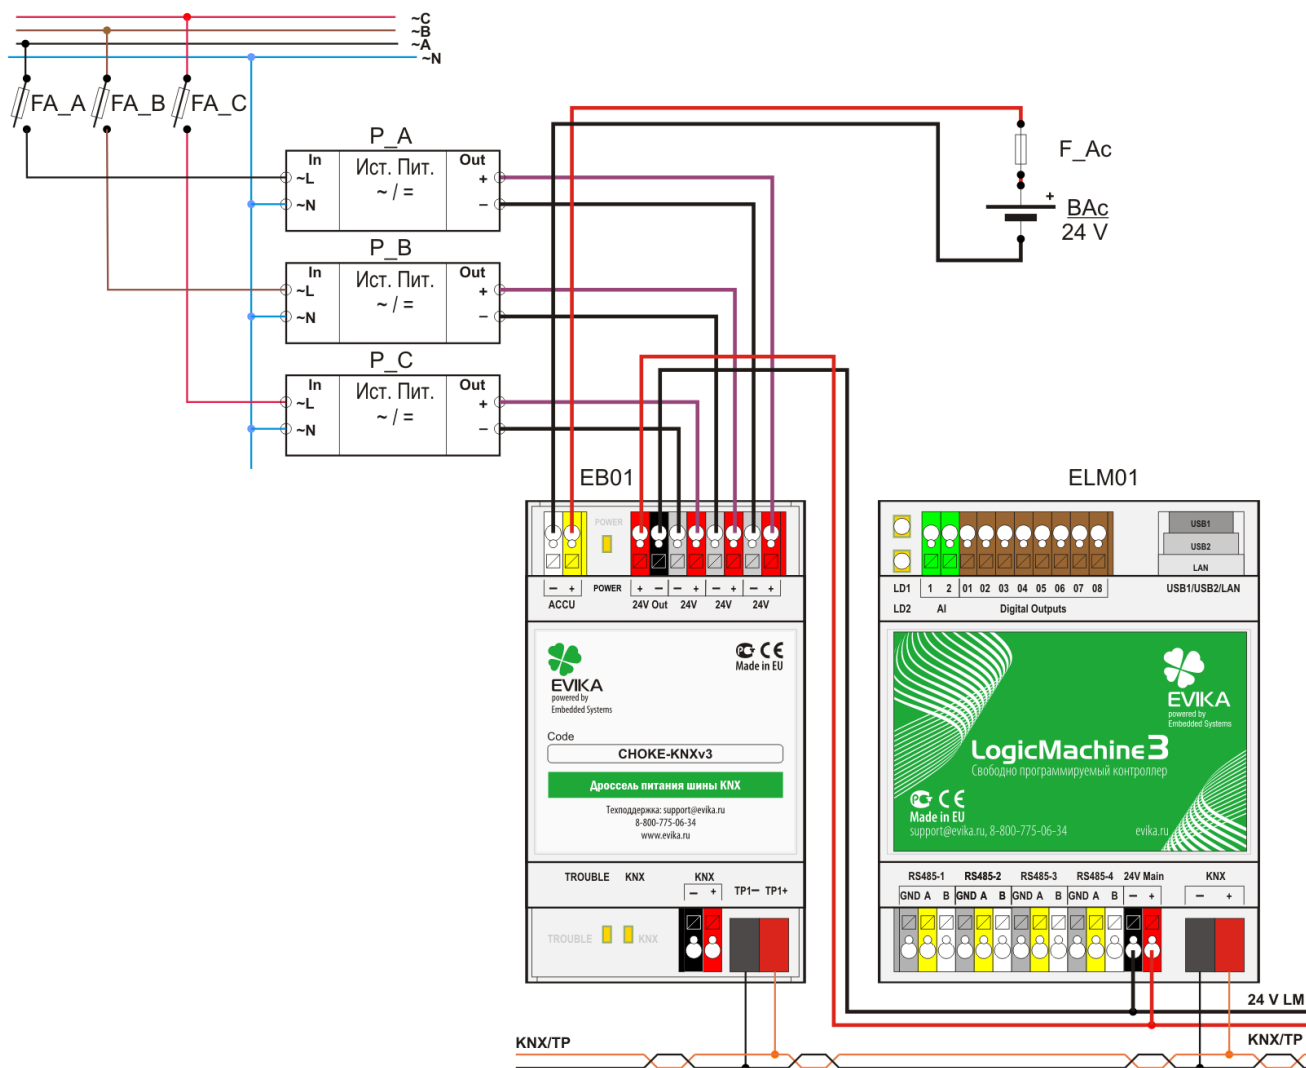 ~C
~B
~A
~N
FA_A FA_B FA_C
P_A
In Ист. Пит. Out
~L ~ / = +
~N –
P_B
In Ист. Пит. Out
~L ~ / = +
~N –
P_C
In Ист. Пит. Out
~L ~ / = +
~N –
F_Ac
+
BAc
24 V
EB01
POWER
– + POWER + – – + – + – +
ACCU 24V Out 24V 24V 24V
EVIKA
powered by
Embedded Systems
PC CE
Made in EU
Code
CHOKE-KNXv3
Дроссель питания шины KNX
Техподдержка: support@evika.ru
8-800-775-06-34
www.evika.ru
TROUBLE KNX KNX
– + TP1– TP1+
TROUBLE KNX
ELM01
USB1
USB2
LAN
LD1 1 2 01 02 03 04 05 06 07 08 USB1/USB2/LAN
LD2 AI Digital Outputs
EVIKA
powered by
Embedded Systems
LogicMachine3
Свободно программируемый контроллер
PC CE
Made in EU
support@evika.ru, 8-800-775-06-34 evika.ru
RS485-1 RS485-2 RS485-3 RS485-4 24V Main KNX
GND A B GND A B GND A B GND A B – + – +
24 V LM
KNX/TP KNX/TP